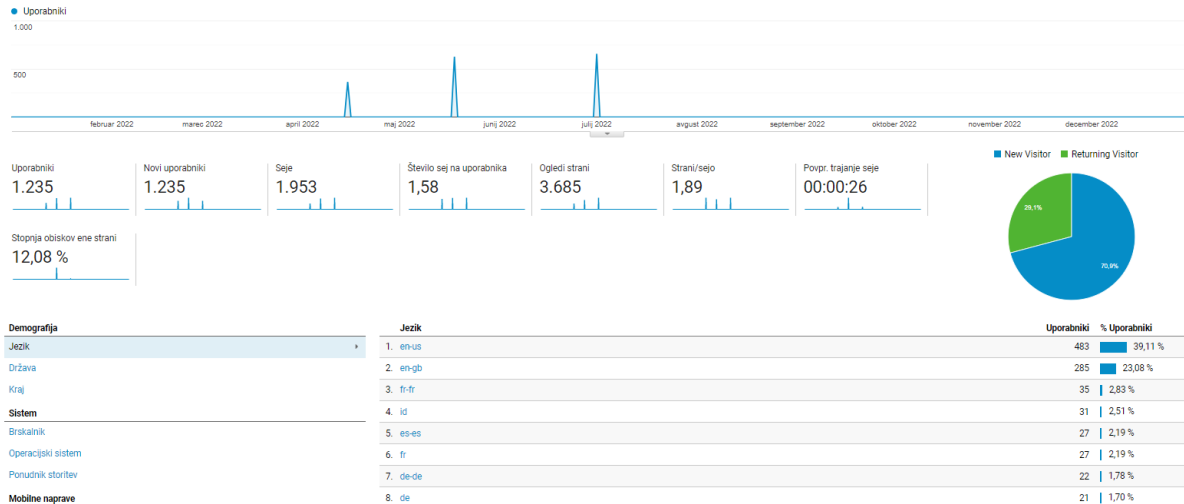 Uporabniki
1.000
500
februar 2022 marec 2022 april 2022 maj 2022 junij 2022 julij 2022 avgust 2022 september 2022 oktober 2022 november 2022 december 2022
New Visitor Returning Visitor
Uporabniki Novi uporabniki Seje Število sej na uporabnika Ogledi strani Strani/sejo Povpr. trajanje seje
1.235 1.235 1.953 1,58 3.685 1,89 00:00:26
29,1%
70,9%
Stopnja obiskov ene strani
12,08 %
Demografija Jezik Uporabniki % Uporabniki
Jezik 1. en-us 483 39,11 %
Država 2. en-gb 285 23,08 %
Kraj 3. fr-fr 35 2,83 %
Sistem 4. id 31 2,51 %
Brskalnik 5. es-es 27 2,19 %
Operacijski sistem 6. fr 27 2,19 %
Ponudnik storitev 7. de-de 22 1,78 %
Mobilne naprave 8. de 21 1,70 %